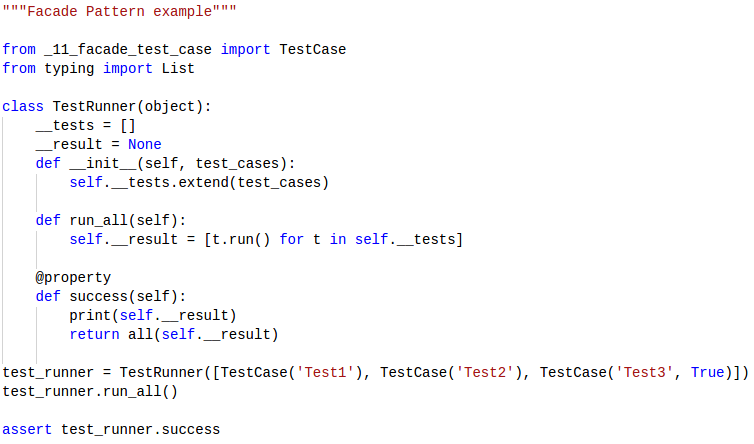 """Facade Pattern example"""
from _11_facade_test_case import TestCase
from typing import List
class TestRunner(object):
    __tests = []
    __result = None
    def __init__(self, test_cases):
        self.__tests.extend(test_cases)
    def run_all(self):
        self.__result = [t.run() for t in self.__tests]
    @property
    def success(self):
        print(self.__result)
        return all(self.__result)
test_runner = TestRunner([TestCase('Test1'), TestCase('Test2'), TestCase('Test3', True)])
test_runner.run_all()
assert test_runner.success